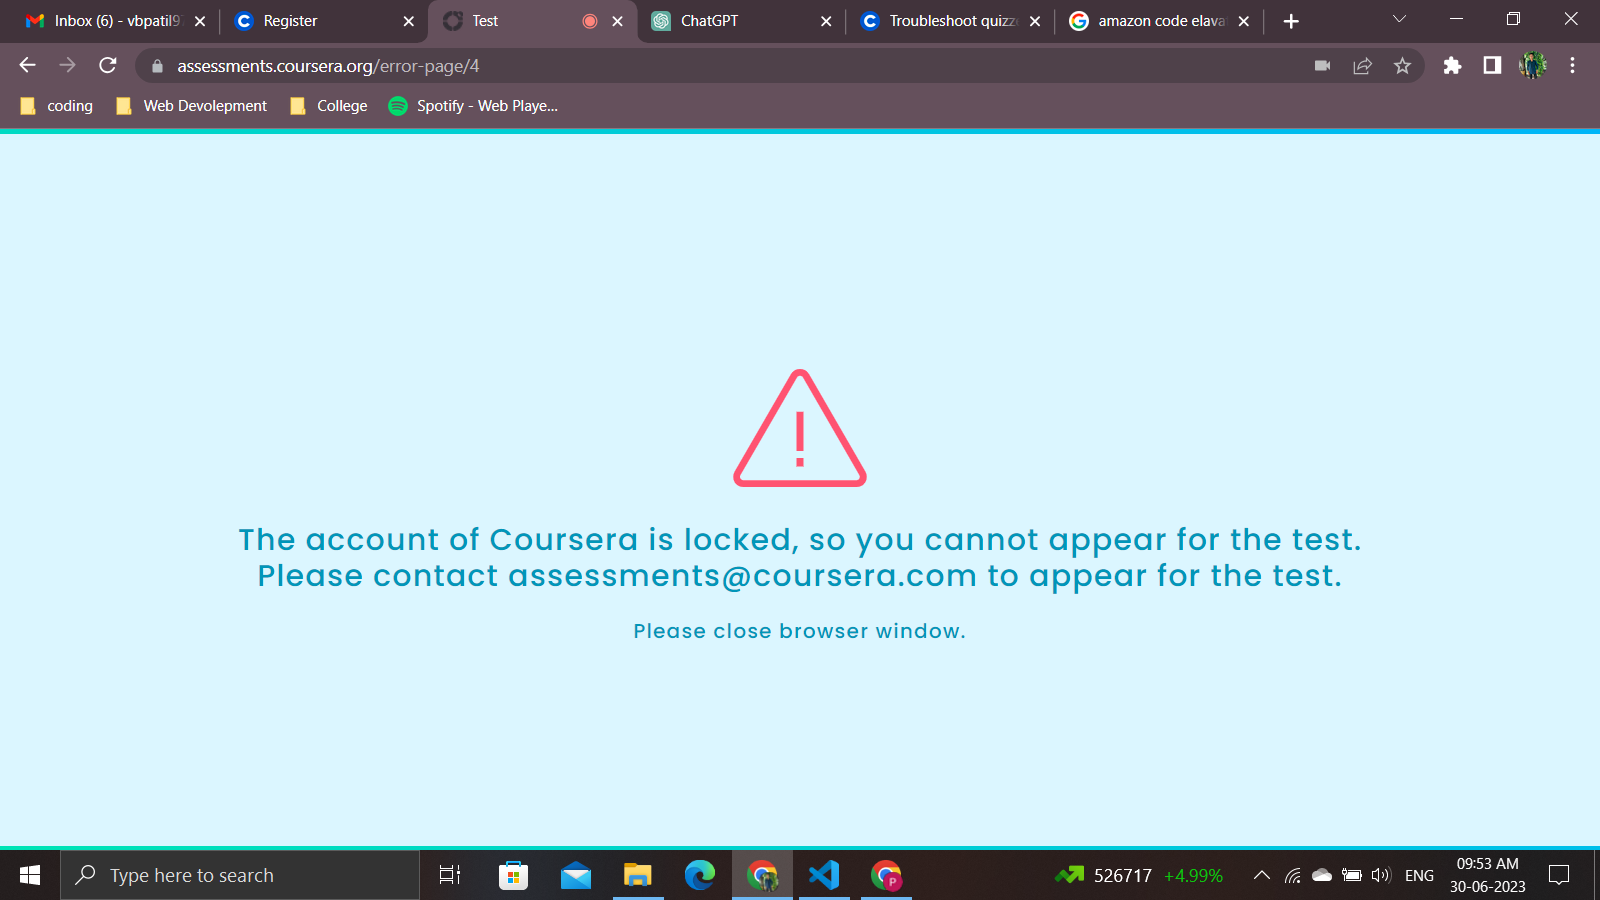 Inbox (6) - vbpatil97
Register
Test
ChatGPT
Troubleshoot quizze
amazon code elavat
assessments.coursera.org/error-page/4
coding
Web Devolepment
College
Spotify - Web Playe...
!
The account of Coursera is locked, so you cannot appear for the test.
Please contact assessments@coursera.com to appear for the test.
Please close browser window.
Type here to search
P
526717 +4.99%
ENG
09:53 AM
30-06-2023